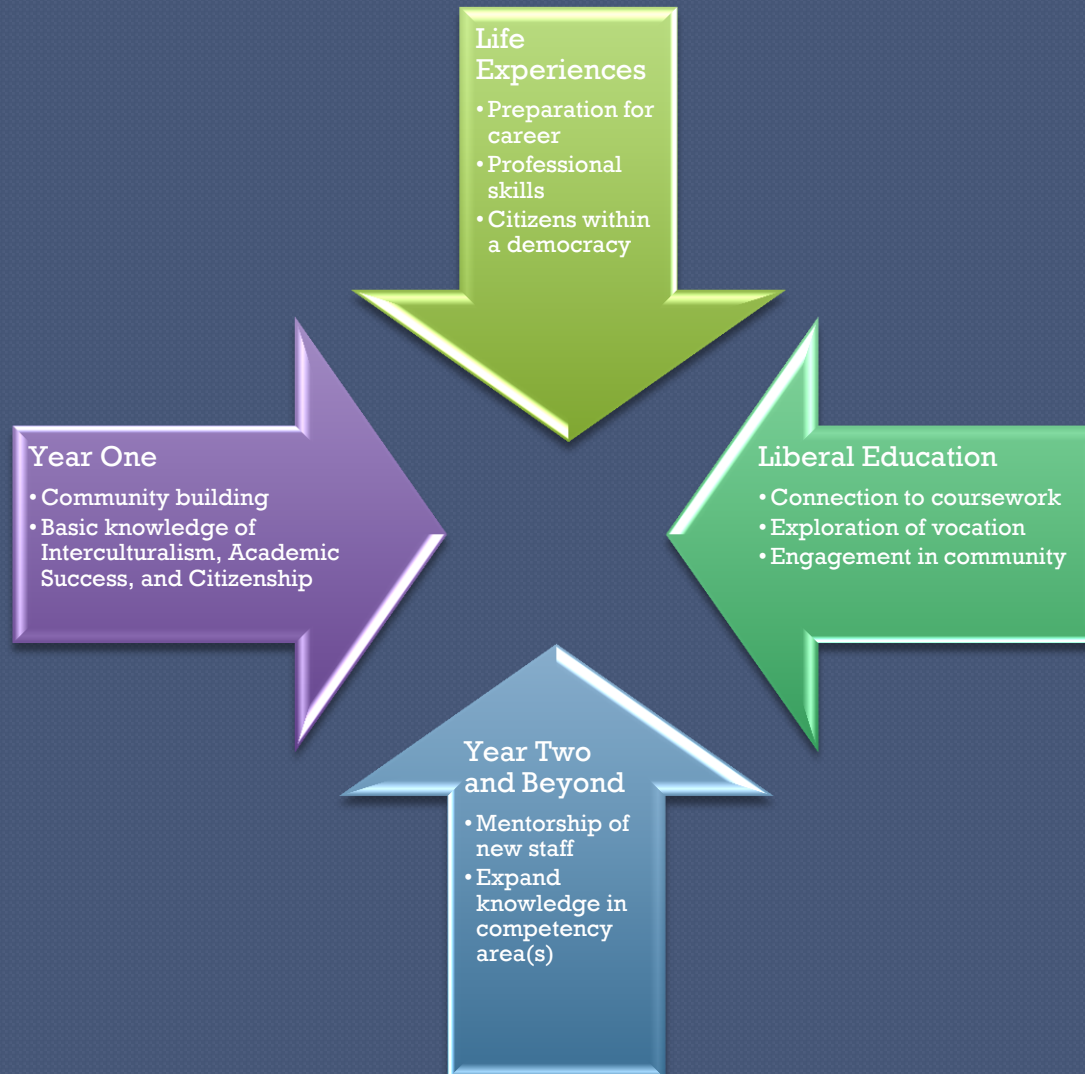 Life
Experiences
• Preparation for
career
• Professional
skills
• Citizens within
a democracy
Year One
• Community building
• Basic knowledge of
Interculturalism, Academic
Success, and Citizenship
Liberal Education
• Connection to coursework
• Exploration of vocation
• Engagement in community
Year Two
and Beyond
• Mentorship of
new staff
• Expand
knowledge in
competency
area(s)